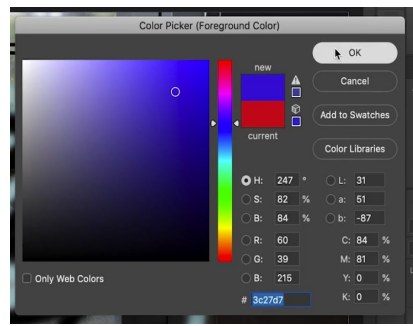 Color Picker (Foreground Color)
new
current
OK
Cancel
Add to Swatches
Color Libraries
H: 247 °
S: 82 %
B: 84 %
R: 60
G: 39
B: 215
# 3c27d7
L: 31
a: 51
b: -87
C: 84 %
M: 81 %
Y: 0 %
K: 0 %
Only Web Colors